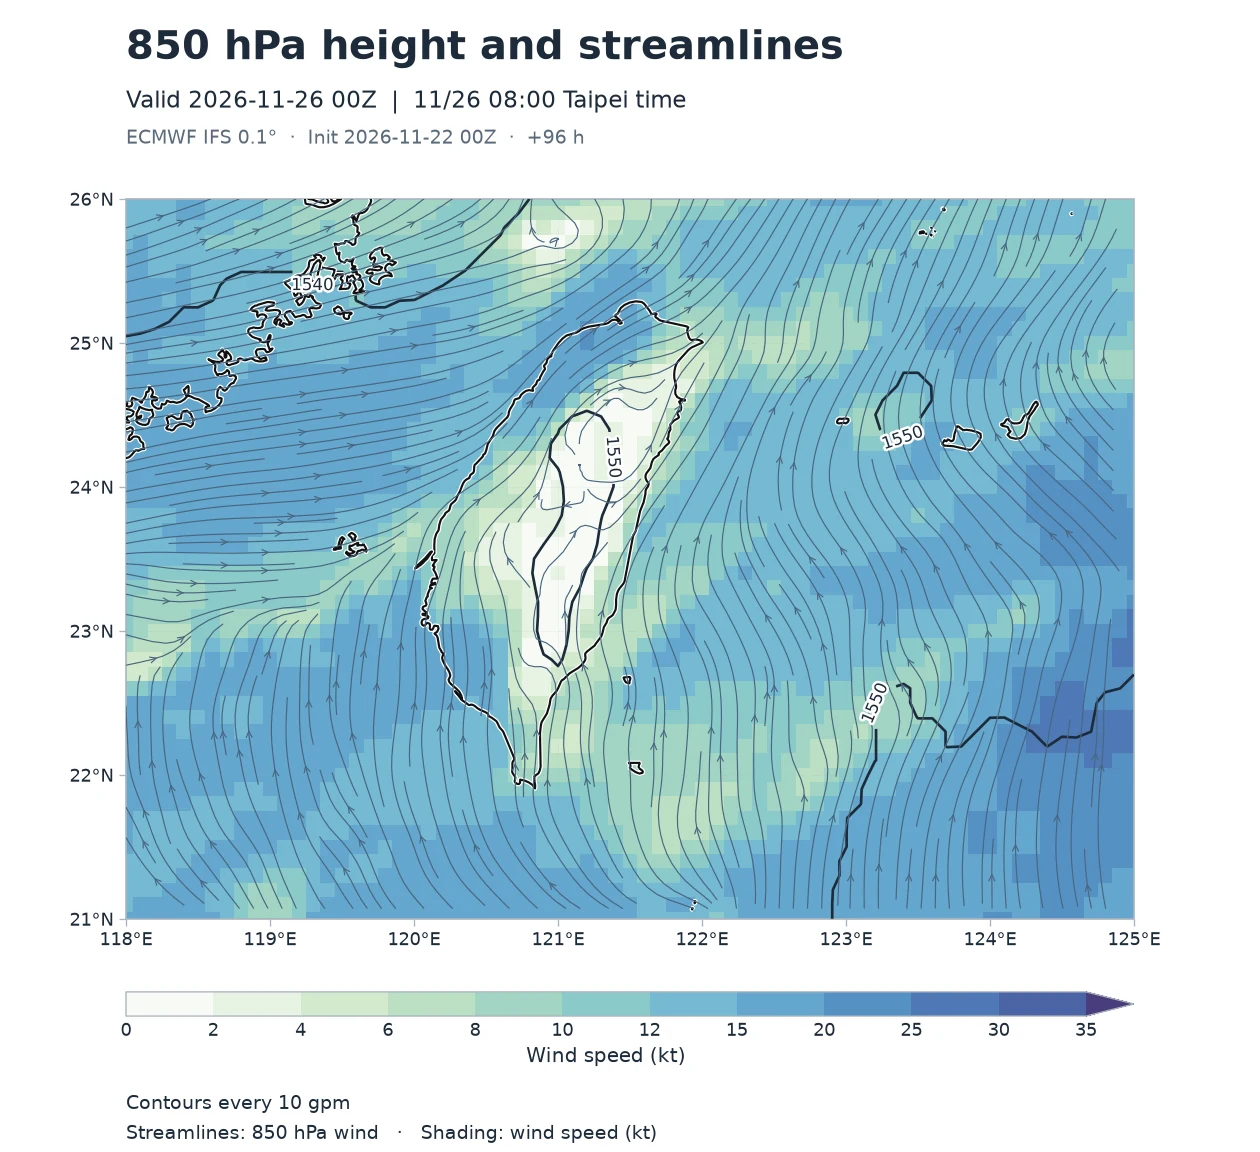 850 hPa height and streamlines
Valid 2026-11-26 00Z | 11/26 08:00 Taipei time
ECMWF IFS 0.1° · Init 2026-11-22 00Z · +96 h
26°N
1540
25°N
1550
1550
24°N
23°N
1550
22°N
21°N
118°E 119°E 120°E 121°E 122°E 123°E 124°E 125°E
0 2 4 6 8 10 12 15 20 25 30 35
Wind speed (kt)
Contours every 10 gpm
Streamlines: 850 hPa wind · Shading: wind speed (kt)